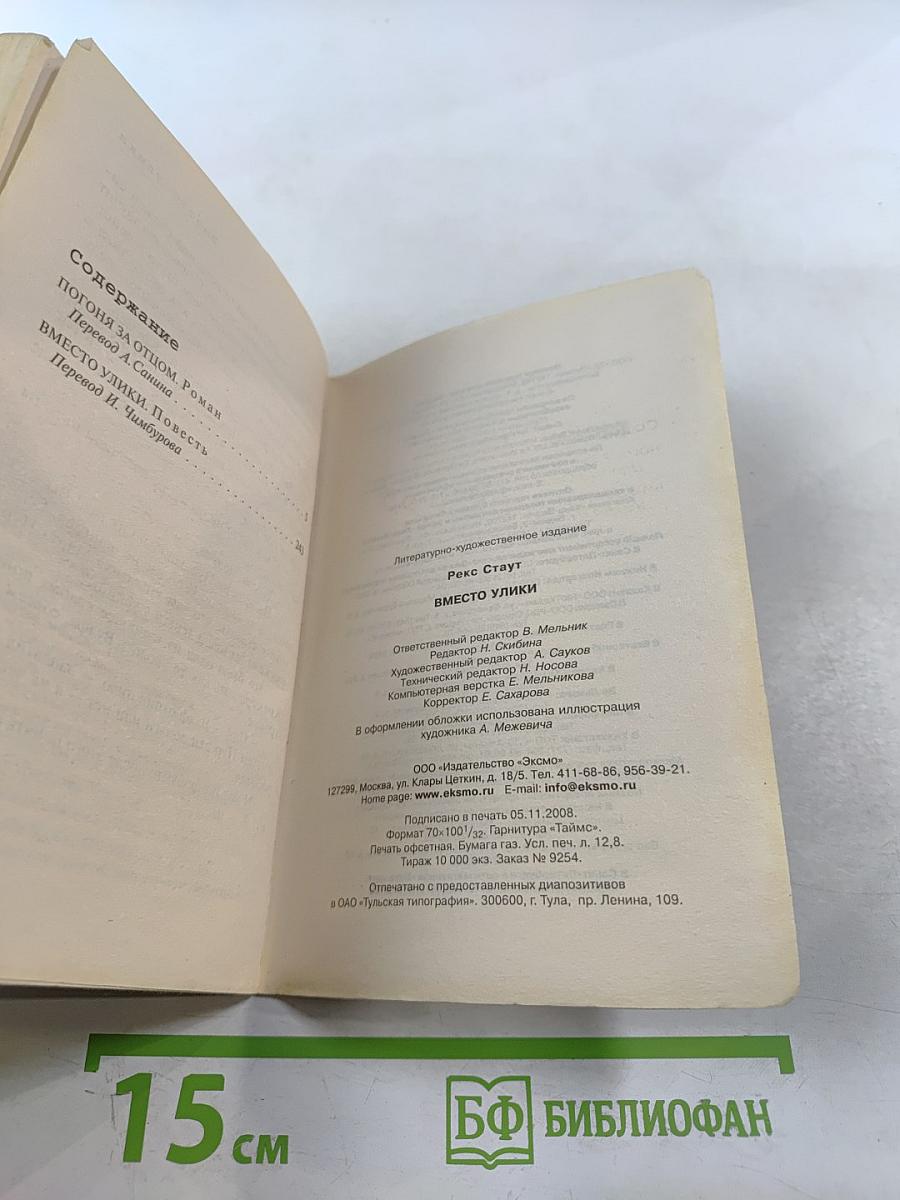 Содержание
ПОГОНЯ ЗА ОТЦОМ. Роман
Перевод А. Санина . . . . . . . . . . . . . . . . . . . . 5
ВМЕСТО УЛИКИ. Повесть
Перевод И. Чимбурова . . . . . . . . . . . . . . . . . 243
Литературно-художественное издание
Рекс Стаут
ВМЕСТО УЛИКИ
Ответственный редактор В. Мельник
Редактор Н. Скибина
Художественный редактор А. Сауков
Технический редактор Н. Носова
Компьютерная верстка Е. Мельникова
Корректор Е. Сахарова
В оформлении обложки использована иллюстрация
художника А. Межевича
ООО «Издательство «Эксмо»
127299, Москва, ул. Клары Цеткин, д. 18/5. Тел. 411-68-86, 956-39-21.
Home page: www.eksmo.ru E-mail: info@eksmo.ru
Подписано в печать 05.11.2008.
Формат 70×100 1/32. Гарнитура «Таймс».
Печать офсетная. Бумага газ. Усл. печ. л. 12,8.
Тираж 10 000 экз. Заказ № 9254.
Отпечатано с предоставленных диапозитивов
в ОАО «Тульская типография». 300600, г. Тула, пр. Ленина, 109.
15 см
БФ БИБЛИОФАН